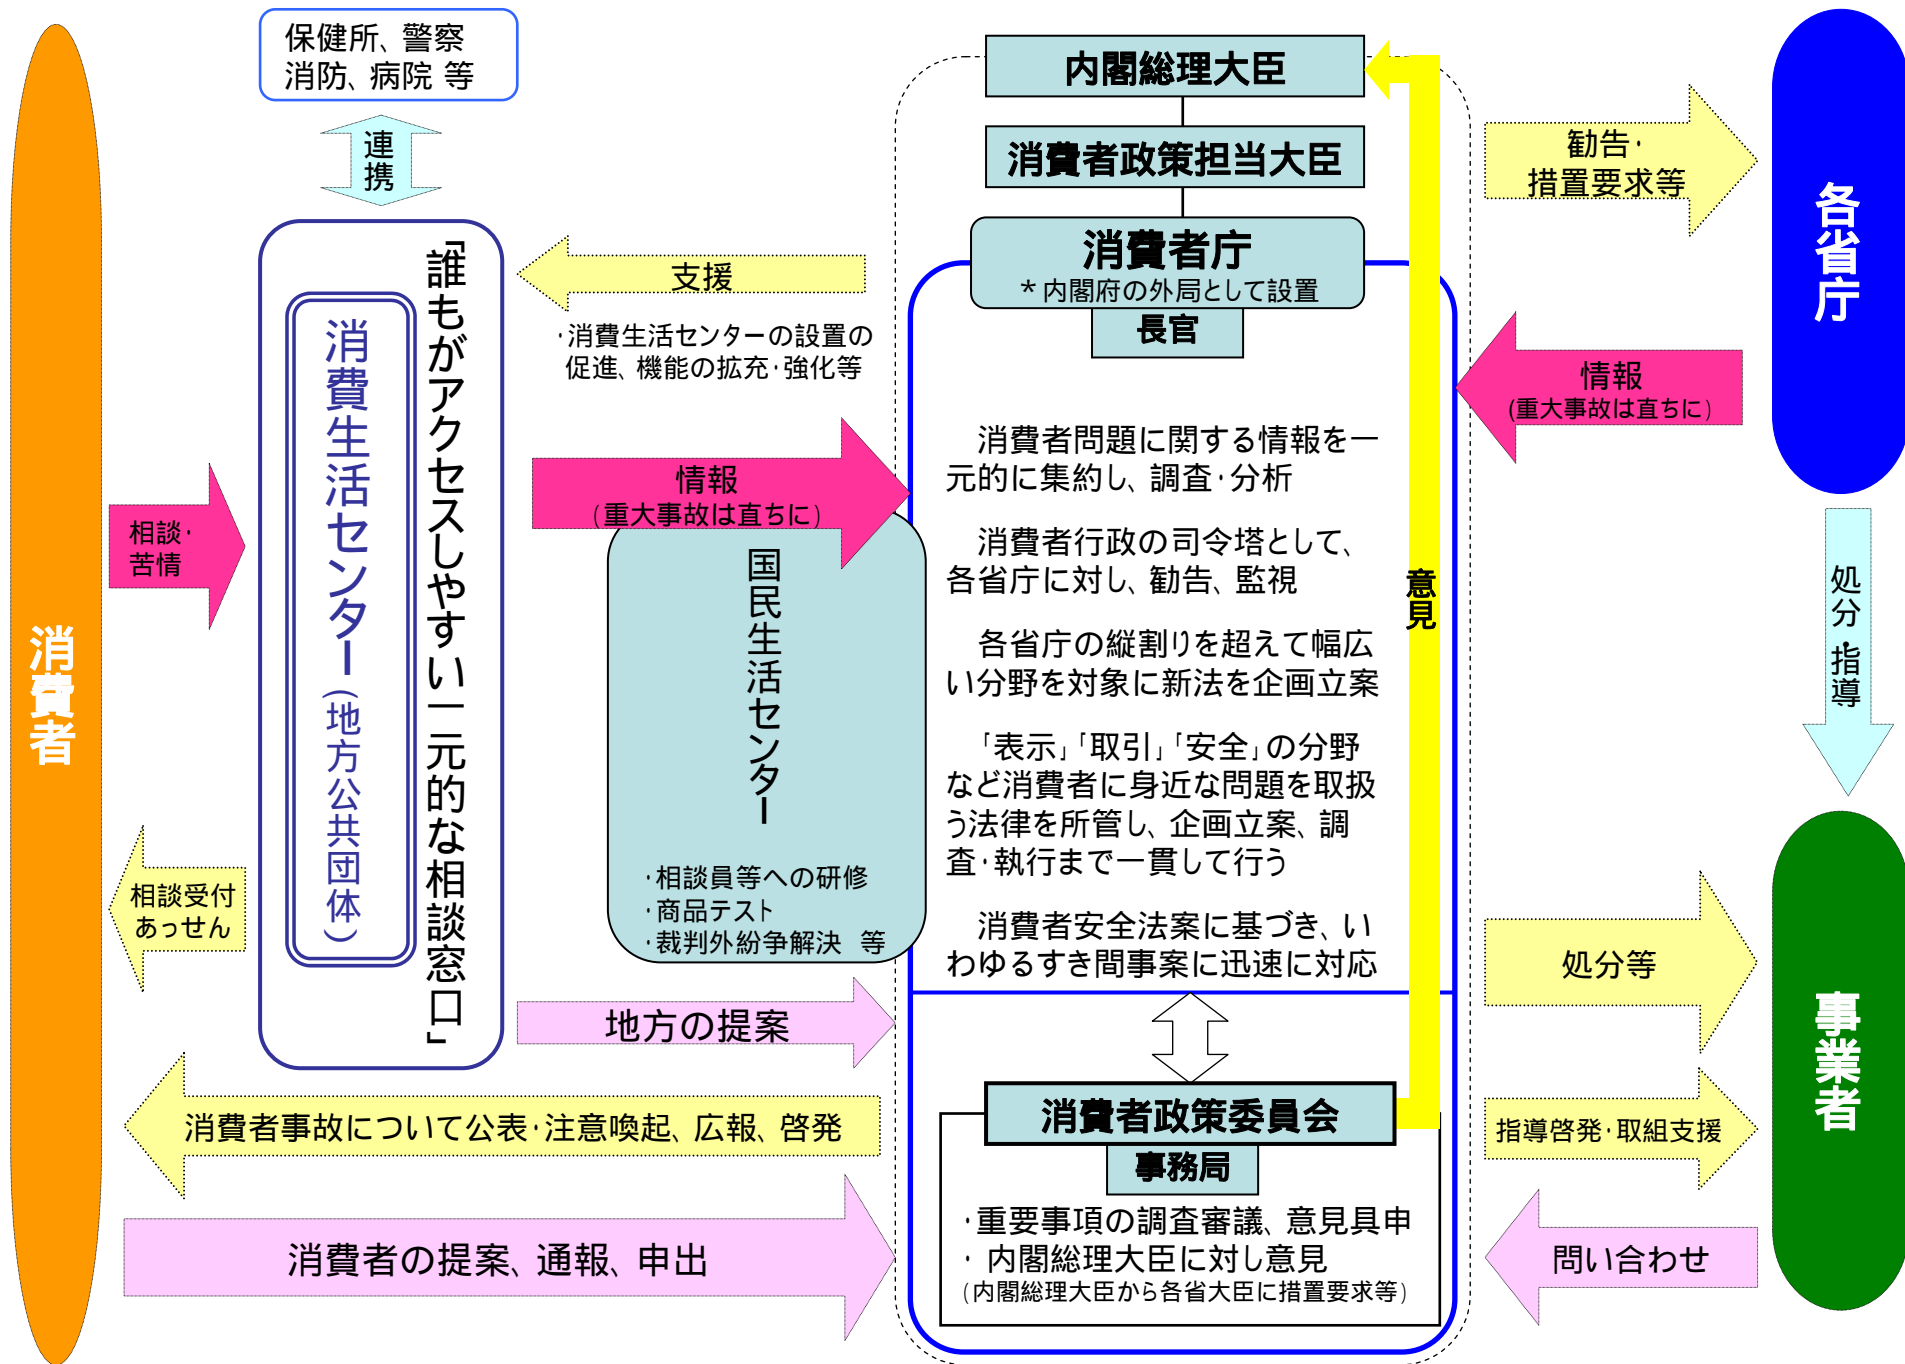 消費者
保健所、警察
消防、病院 等
連携
「誰もがアクセスしやすい一元的な相談窓口」
消費生活センター(地方公共団体)
相談・
苦情
相談受付
あっせん
支援
・消費生活センターの設置の
促進、機能の拡充・強化等
情報
(重大事故は直ちに)
国民生活センター
・相談員等への研修
・商品テスト
・裁判外紛争解決 等
地方の提案
消費者事故について公表・注意喚起、広報、啓発
消費者の提案、通報、申出
内閣総理大臣
消費者政策担当大臣
消費者庁
*内閣府の外局として設置
長官
消費者問題に関する情報を一
元的に集約し、調査・分析
消費者行政の司令塔として、
各省庁に対し、勧告、監視
各省庁の縦割りを超えて幅広
い分野を対象に新法を企画立案
「表示」「取引」「安全」の分野
など消費者に身近な問題を取扱
う法律を所管し、企画立案、調
査・執行まで一貫して行う
消費者安全法案に基づき、い
わゆるすき間事案に迅速に対応
意見
消費者政策委員会
事務局
・重要事項の調査審議、意見具申
・ 内閣総理大臣に対し意見
(内閣総理大臣から各省大臣に措置要求等)
勧告・
措置要求等
各省庁
情報
(重大事故は直ちに)
処分・指導
処分等
指導啓発・取組支援
問い合わせ
事業者